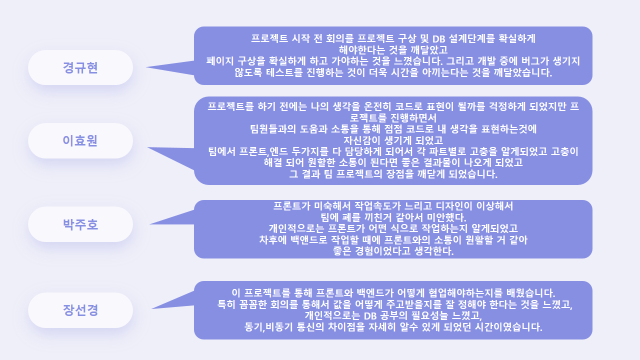 경규현
프로젝트 시작 전 회의를 프로젝트 구상 및 DB 설계단계를 확실하게
해야한다는 것을 깨달았고
페이지 구상을 확실하게 하고 가야하는 것을 느꼈습니다. 그리고 개발 중에 버그가 생기지
않도록 테스트를 진행하는 것이 더욱 시간을 아끼는다는 것을 깨달았습니다.
이효원
프로젝트를 하기 전에는 나의 생각을 온전히 코드로 표현이 될까를 걱정하게 되었지만 프
로젝트를 진행하면서
팀원들과의 도움과 소통을 통해 점점 코드로 내 생각을 표현하는것에
자신감이 생기게 되었고
팀에서 프론트,엔드 두가지를 다 담당하게 되어서 각 파트별로 고충을 알게되었고 고충이
해결 되어 원할한 소통이 된다면 좋은 결과물이 나오게 되었고
그 결과 팀 프로젝트의 장점을 깨닫게 되었습니다.
박주호
프론트가 미숙해서 작업속도가 느리고 디자인이 이상해서
팀에 폐를 끼친거 같아서 미안했다.
개인적으로는 프론트가 어떤 식으로 작업하는지 알게되었고
차후에 백앤드로 작업할 때에 프론트와의 소통이 원활할 거 같아
좋은 경험이었다고 생각한다.
장선경
이 프로젝트를 통해 프론트와 백엔드가 어떻게 협업해야하는지를 배웠습니다.
특히 꼼꼼한 회의를 통해서 값을 어떻게 주고받을지를 잘 정해야 한다는 것을 느꼈고,
개인적으로는 DB 공부의 필요성늘 느꼈고,
동기,비동기 통신의 차이점을 자세히 알수 있게 되었던 시간이였습니다.